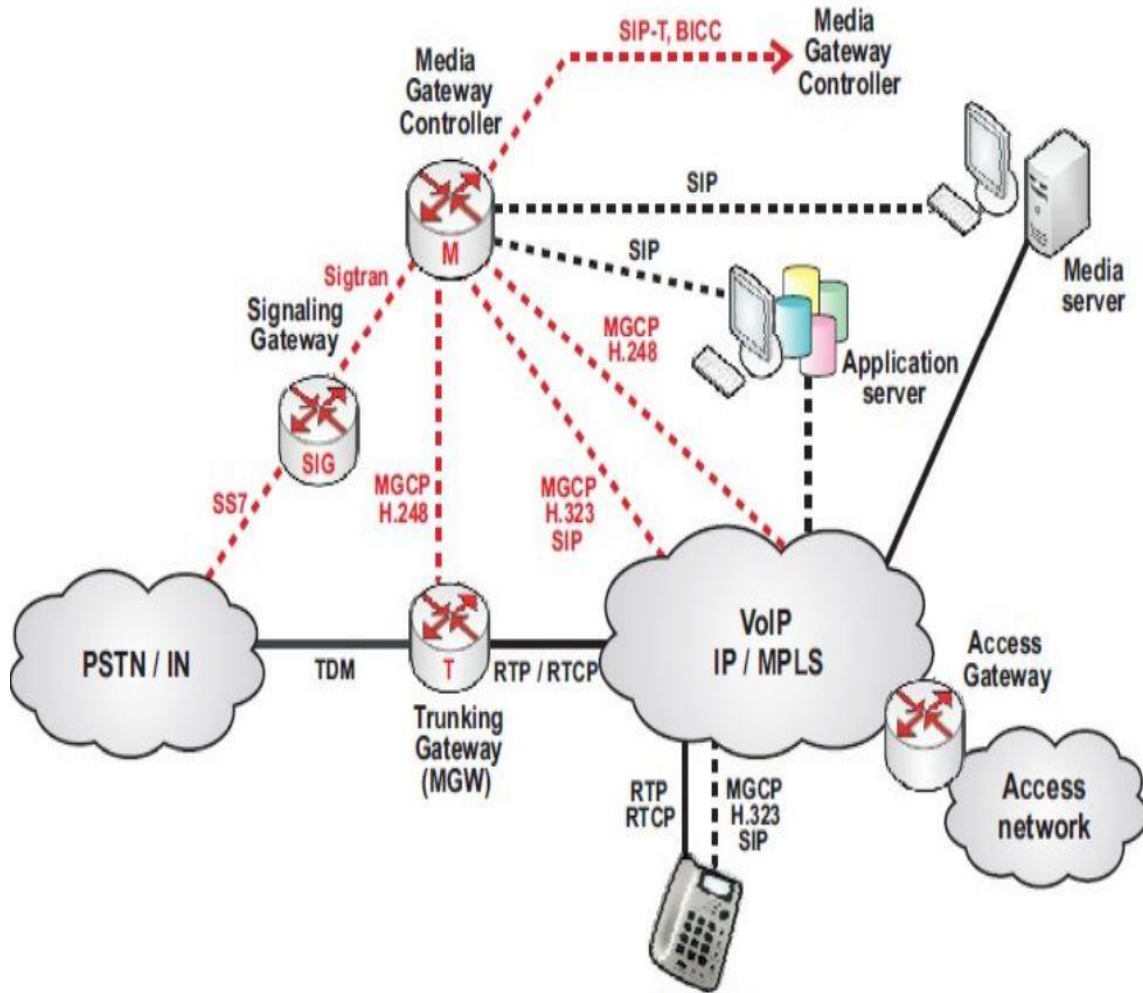 SIP-T, BICC
Media
Gateway
Controller
Media
Gateway
Controller
SIP
M
SIP
Sigtran
Signaling
Gateway
Media
server
MGCP
H.248
Application
server
SIG
SS7
MGCP
H.248
MGCP
H.323
SIP
PSTN / IN
TDM
T
RTP / RTCP
VoIP
IP / MPLS
Access
Gateway
Trunking
Gateway
(MGW)
RTP
RTCP
MGCP
H.323
SIP
Access
network